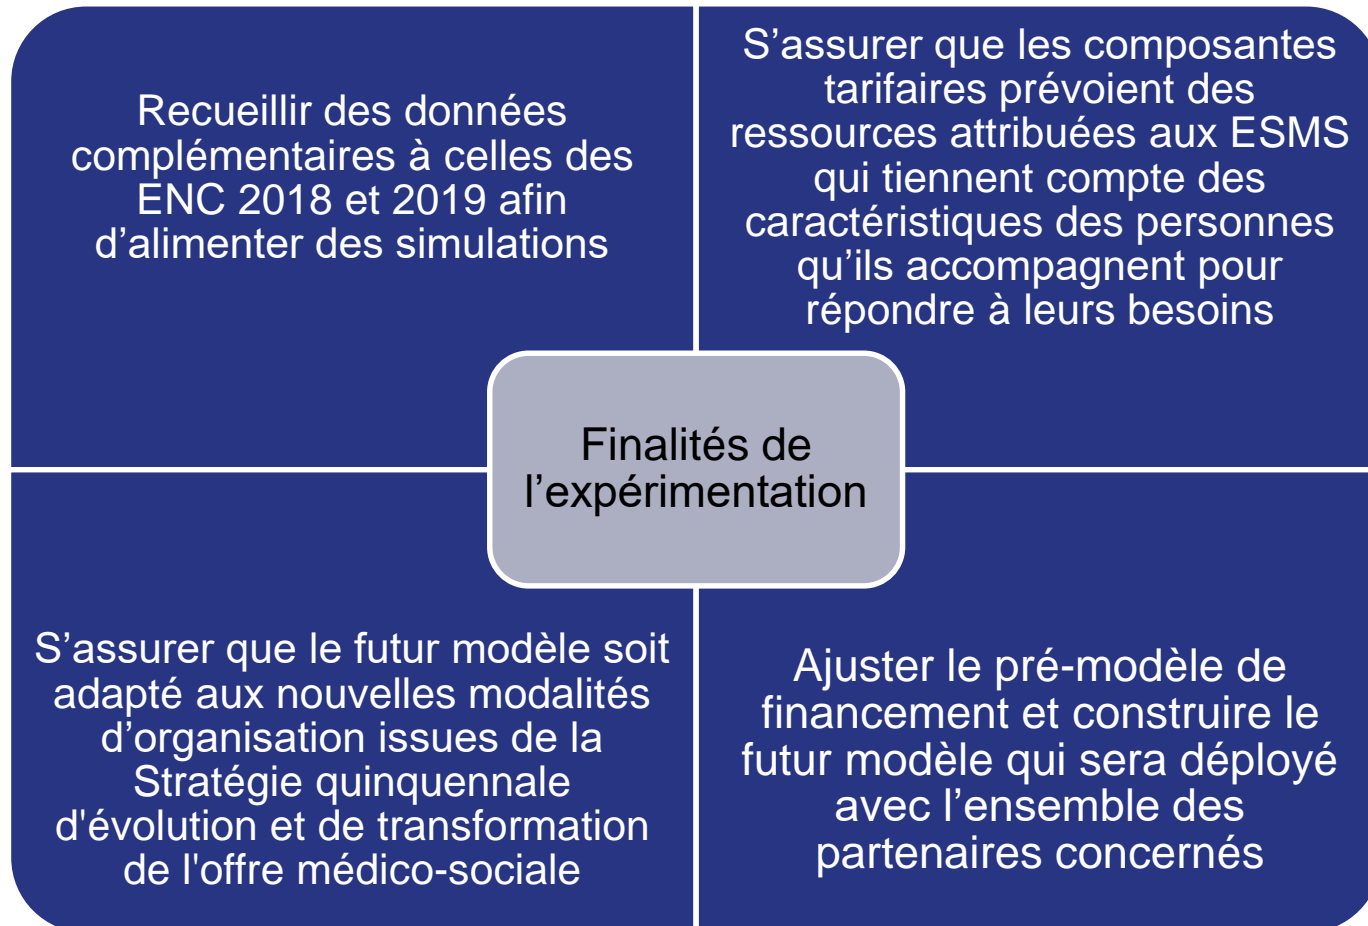 Recueillir des données
complémentaires à celles des
ENC 2018 et 2019 afin
d’alimenter des simulations
S’assurer que les composantes
tarifaires prévoient des
ressources attribuées aux ESMS
qui tiennent compte des
caractéristiques des personnes
qu’ils accompagnent pour
répondre à leurs besoins
Finalités de
l’expérimentation
S’assurer que le futur modèle soit
adapté aux nouvelles modalités
d’organisation issues de la
Stratégie quinquennale
d'évolution et de transformation
de l'offre médico-sociale
Ajuster le pré-modèle de
financement et construire le
futur modèle qui sera déployé
avec l’ensemble des
partenaires concernés